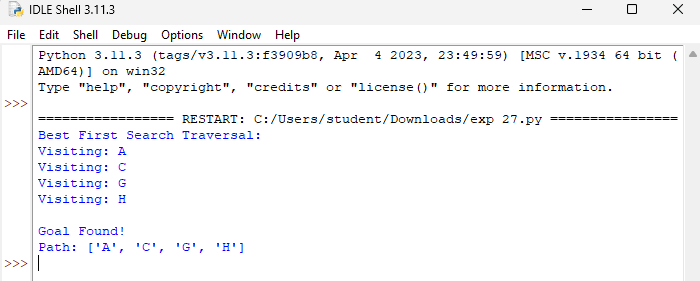 IDLE Shell 3.11.3
File Edit Shell Debug Options Window Help
Python 3.11.3 (tags/v3.11.3:f3909b8, Apr  4 2023, 23:49:59) [MSC v.1934 64 bit (
AMD64)] on win32
Type "help", "copyright", "credits" or "license()" for more information.
>>>
================= RESTART: C:/Users/student/Downloads/exp 27.py ================
Best First Search Traversal:
Visiting: A
Visiting: C
Visiting: G
Visiting: H
Goal Found!
Path: ['A', 'C', 'G', 'H']
>>>